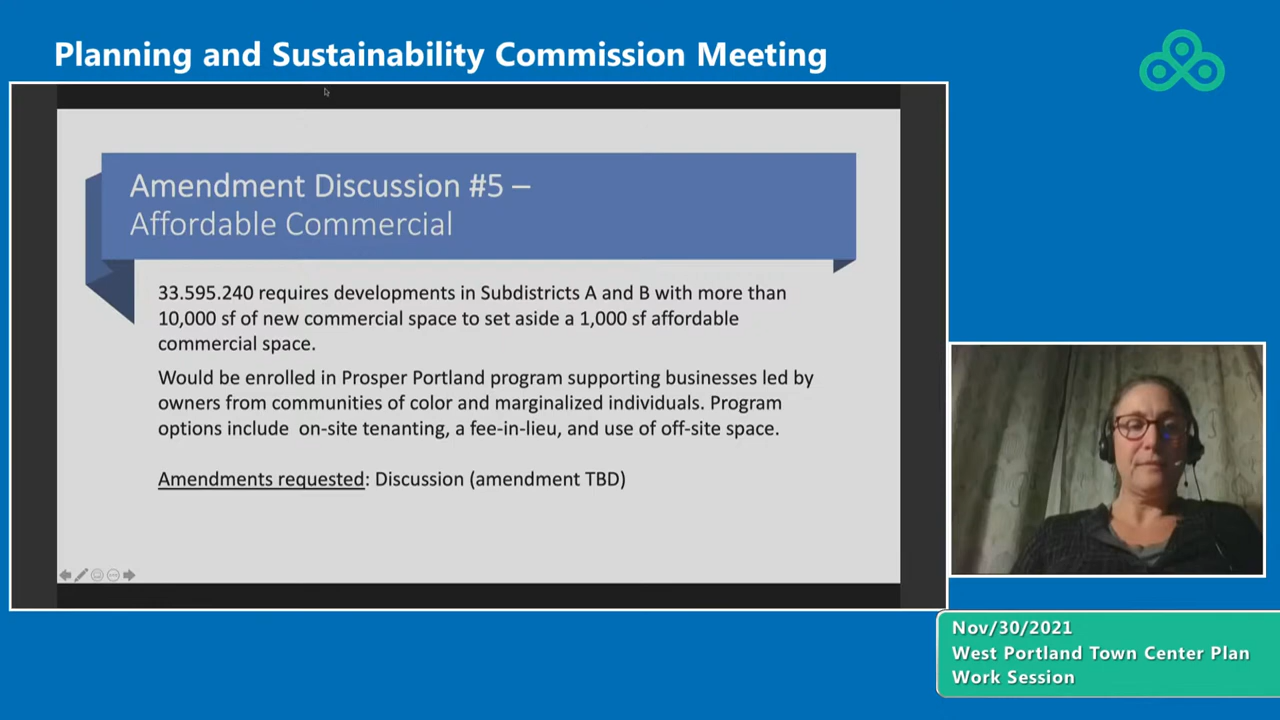 Planning and Sustainability Commission Meeting
Amendment Discussion #5 –
Affordable Commercial
33.595.240 requires developments in Subdistricts A and B with more than
10,000 sf of new commercial space to set aside a 1,000 sf affordable
commercial space.
Would be enrolled in Prosper Portland program supporting businesses led by
owners from communities of color and marginalized individuals. Program
options include  on-site tenanting, a fee-in-lieu, and use of off-site space.
Amendments requested: Discussion (amendment TBD)
Nov/30/2021
West Portland Town Center Plan
Work Session